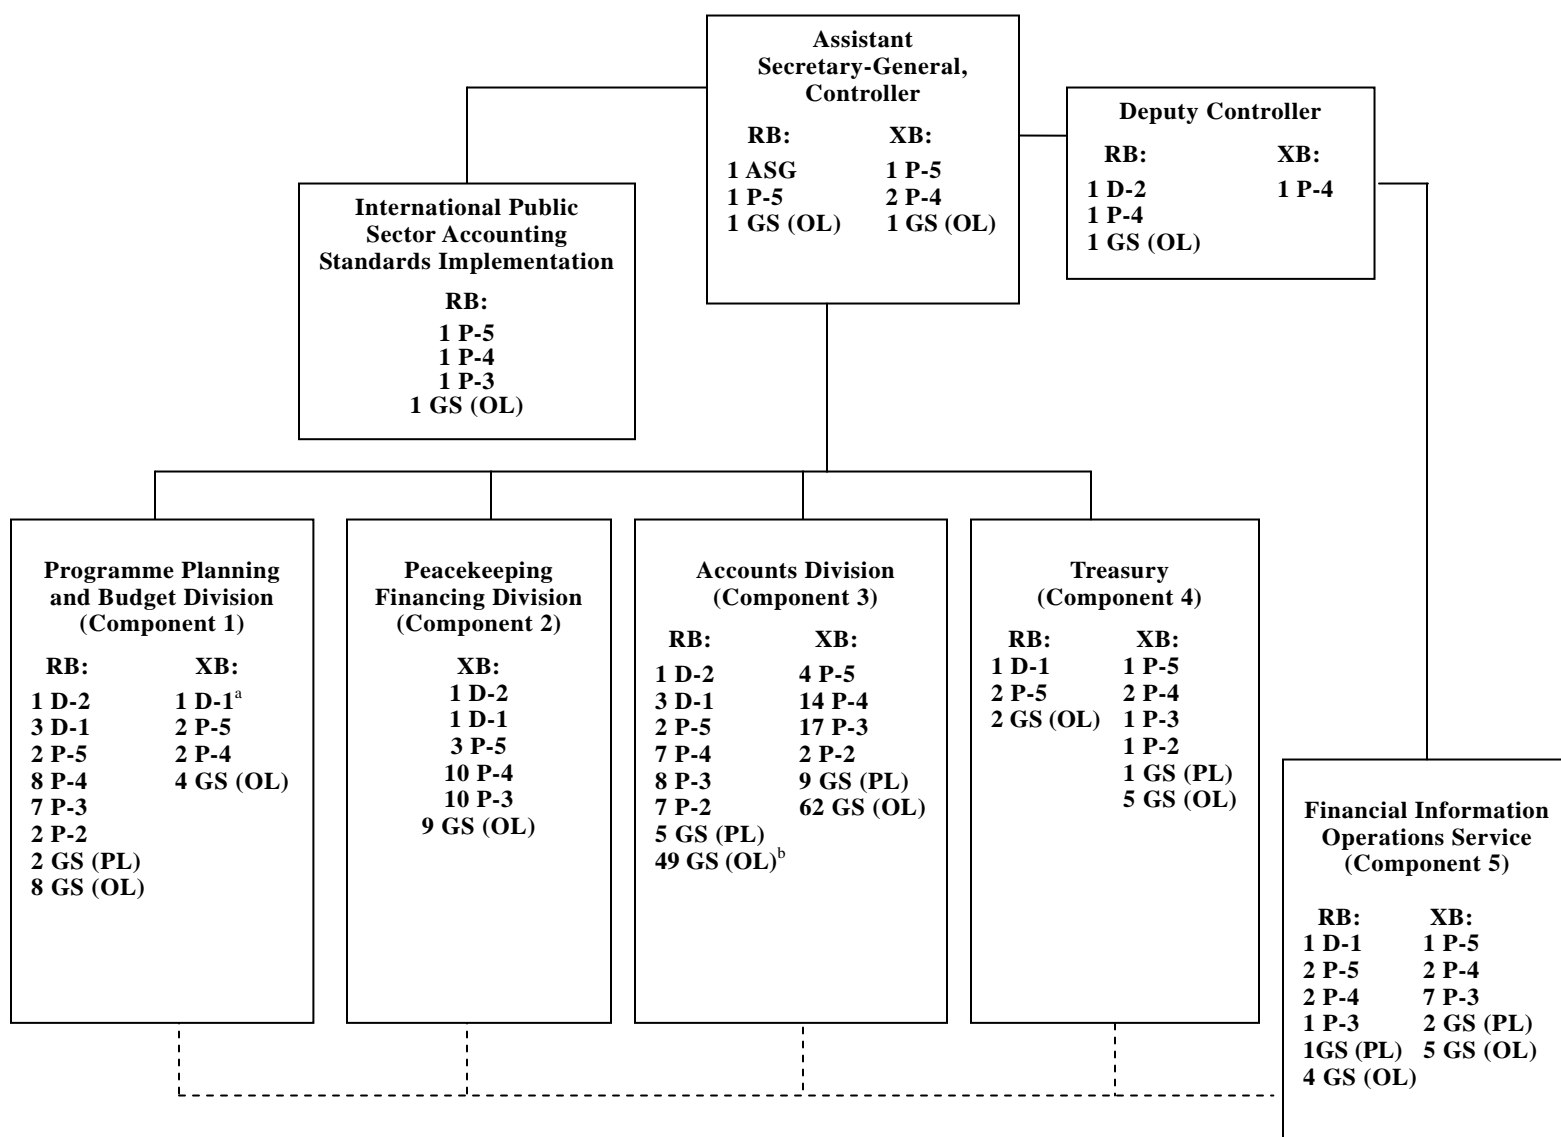 Assistant
Secretary-General,
Controller
RB: XB:
1 ASG 1 P-5
1 P-5 2 P-4
1 GS (OL) 1 GS (OL)
Deputy Controller
RB: XB:
1 D-2 1 P-4
1 P-4
1 GS (OL)
International Public
Sector Accounting
Standards Implementation
RB:
1 P-5
1 P-4
1 P-3
1 GS (OL)
Programme Planning
and Budget Division
(Component 1)
RB: XB:
1 D-2 1 D-1a
3 D-1 2 P-5
2 P-5 2 P-4
8 P-4 4 GS (OL)
7 P-3
2 P-2
2 GS (PL)
8 GS (OL)
Peacekeeping
Financing Division
(Component 2)
XB:
1 D-2
1 D-1
3 P-5
10 P-4
10 P-3
9 GS (OL)
Accounts Division
(Component 3)
RB: XB:
1 D-2 4 P-5
3 D-1 14 P-4
2 P-5 17 P-3
7 P-4 2 P-2
8 P-3 9 GS (PL)
7 P-2 62 GS (OL)
5 GS (PL)
49 GS (OL)b
Treasury
(Component 4)
RB: XB:
1 D-1 1 P-5
2 P-5 2 P-4
2 GS (OL) 1 P-3
1 P-2
1 GS (PL)
5 GS (OL)
Financial Information
Operations Service
(Component 5)
RB: XB:
1 D-1 1 P-5
2 P-5 2 P-4
2 P-4 7 P-3
1 P-3 2 GS (PL)
1GS (PL) 5 GS (OL)
4 GS (OL)